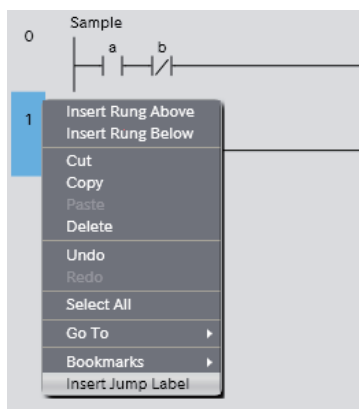 Sample
0
a b
1
Insert Rung Above
Insert Rung Below
Cut
Copy
Paste
Delete
Undo
Redo
Select All
Go To
Bookmarks
Insert Jump Label